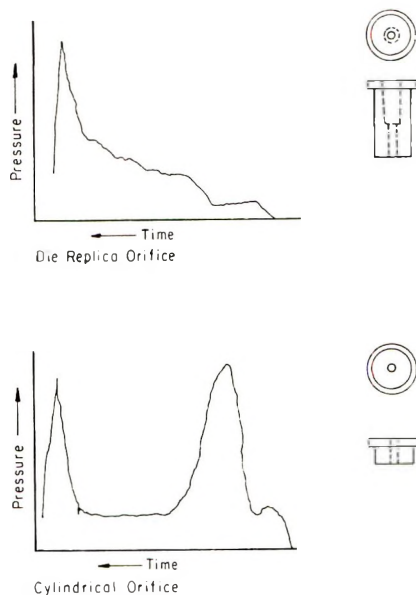 Pressure
Time
Die Replica Orifice
Pressure
Time
Cylindrical Orifice